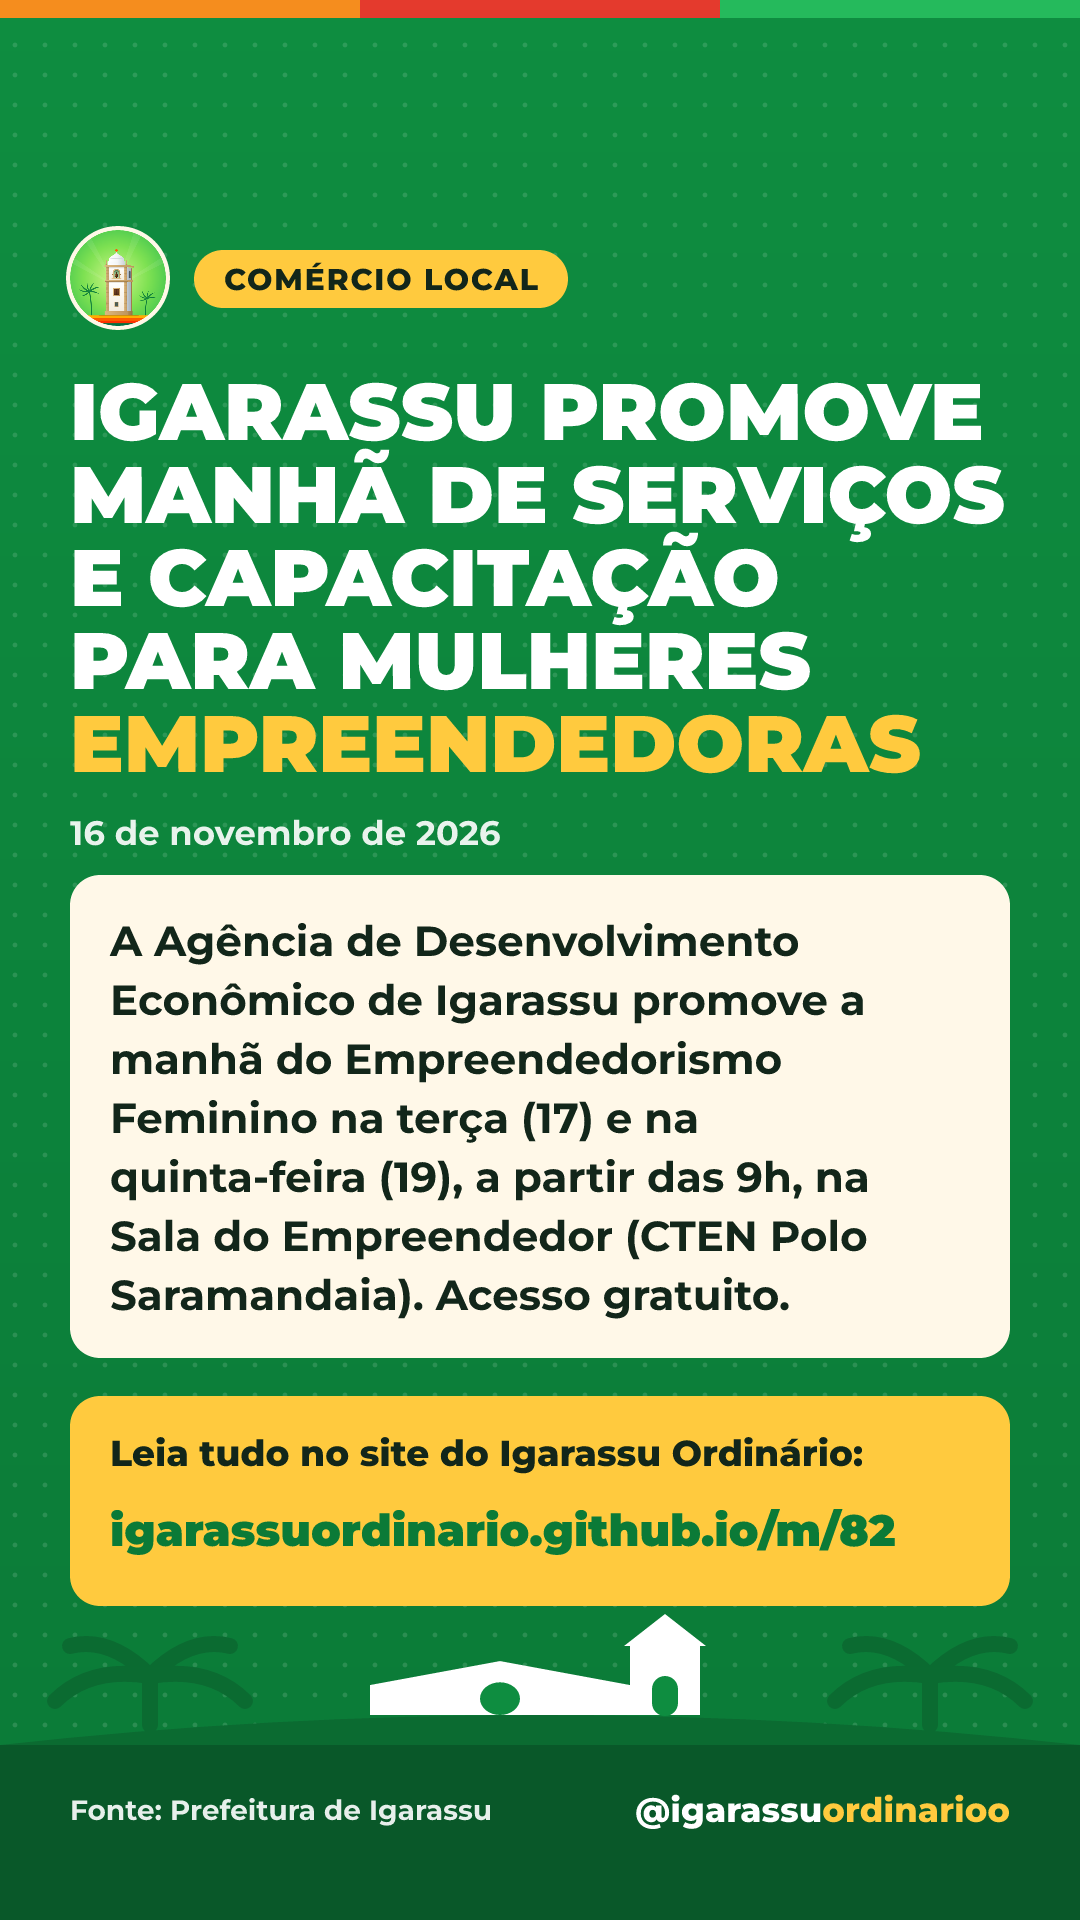 COMÉRCIO LOCAL
IGARASSU PROMOVE
MANHÃ DE SERVIÇOS
E CAPACITAÇÃO
PARA MULHERES
EMPREENDEDORAS
16 de novembro de 2026
A Agência de Desenvolvimento
Econômico de Igarassu promove a
manhã do Empreendedorismo
Feminino na terça (17) e na
quinta-feira (19), a partir das 9h, na
Sala do Empreendedor (CTEN Polo
Saramandaia). Acesso gratuito.
Leia tudo no site do Igarassu Ordinário:
igarassuordinario.github.io/m/82
Fonte: Prefeitura de Igarassu
@igarassuordinarioo